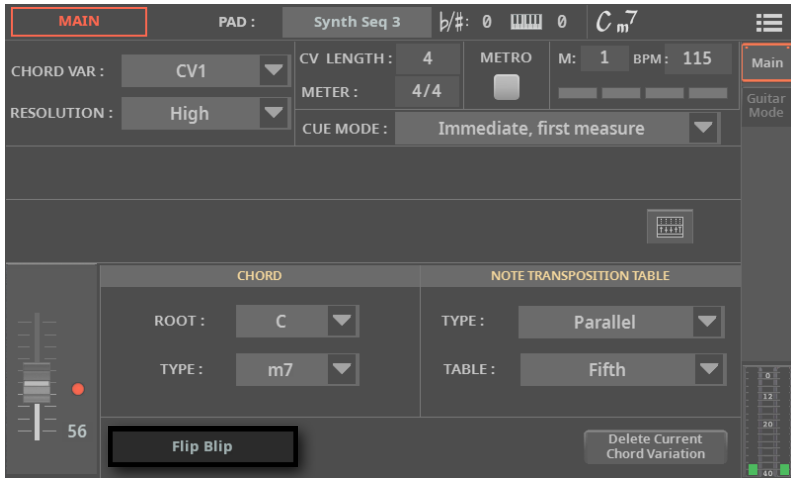 MAIN
PAD :
Synth Seq 3
♭/♯: 0
0
Cm7
CHORD VAR :
CV1
RESOLUTION :
High
CV LENGTH :
4
METER :
4/4
METRO
M: 1
BPM: 115
CUE MODE :
Immediate, first measure
Main
Guitar
Mode
CHORD
ROOT :
C
TYPE :
m7
NOTE TRANSPOSITION TABLE
TYPE :
Parallel
TABLE :
Fifth
56
Flip Blip
Delete Current
Chord Variation
0
12
20
40